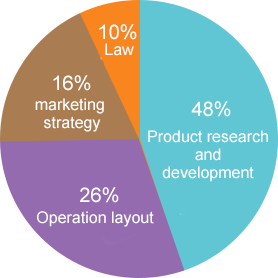 10%
Law
48%
Product research
and
development
26%
Operation layout
16%
marketing
strategy